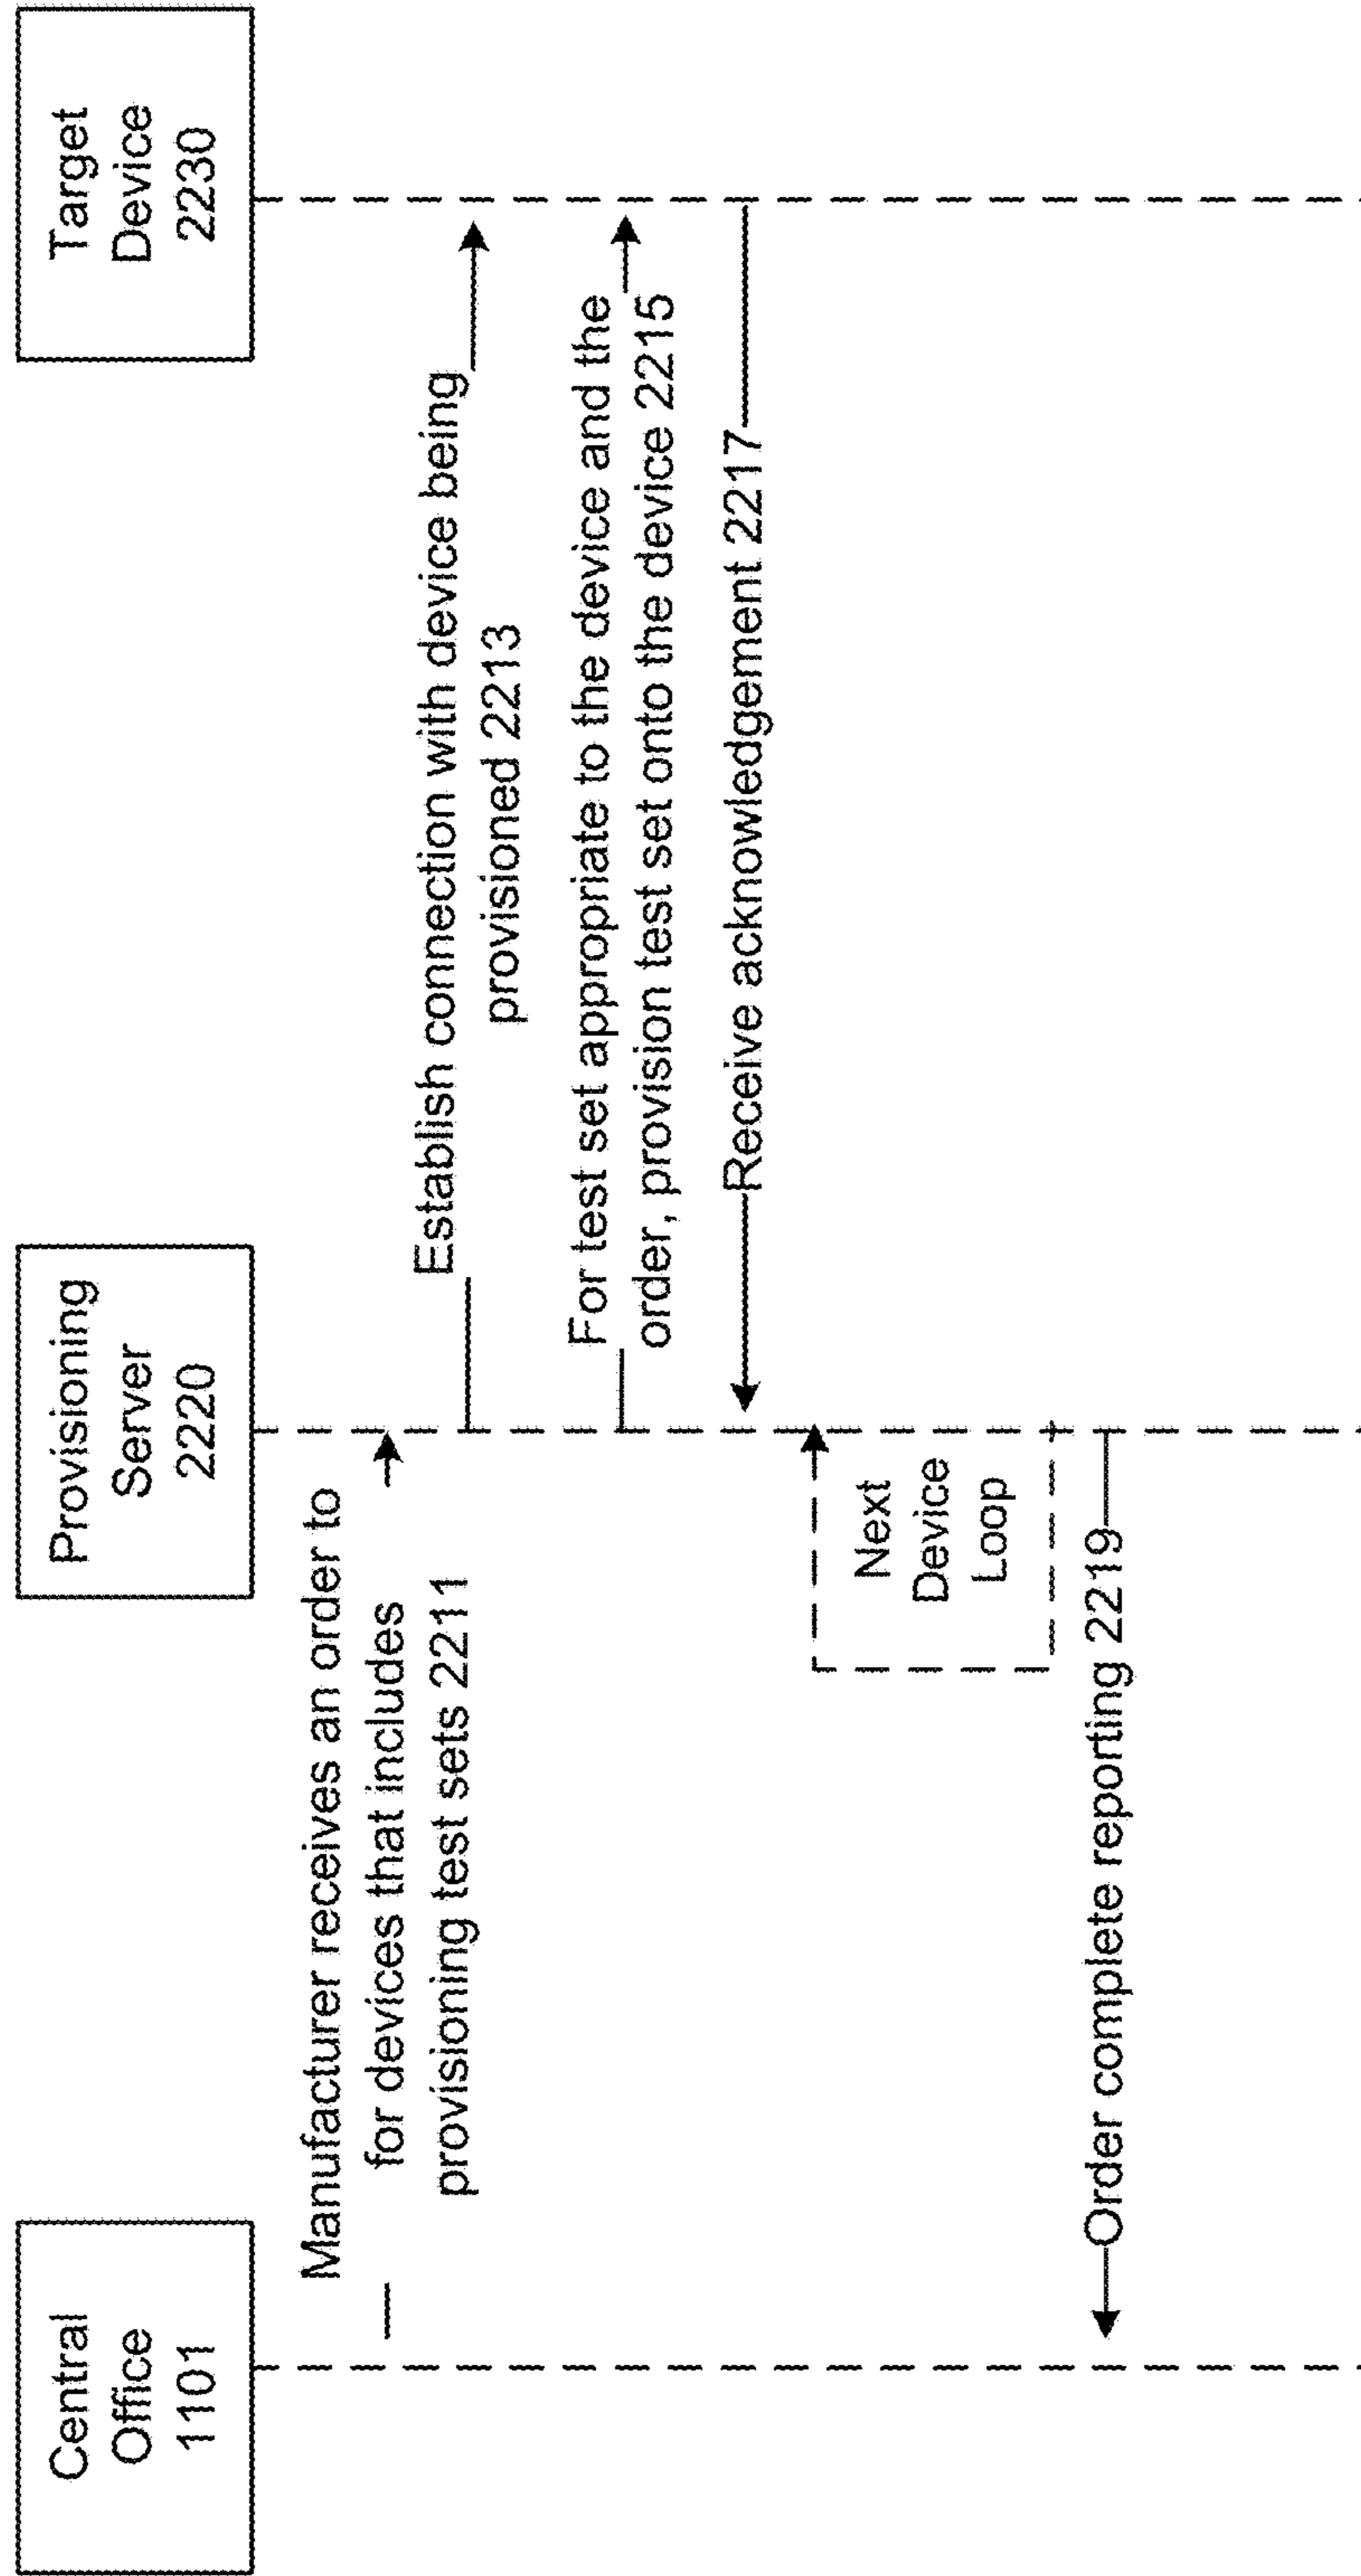 Central
Office
1101
Provisioning
Server
2220
Target
Device
2230
Manufacturer receives an order to
for devices that includes
provisioning test sets 2211
Establish connection with device being
provisioned 2213
For test set appropriate to the device and the
order, provision test set onto the device 2215
Receive acknowledgement 2217
Next
Device
Loop
Order complete reporting 2219